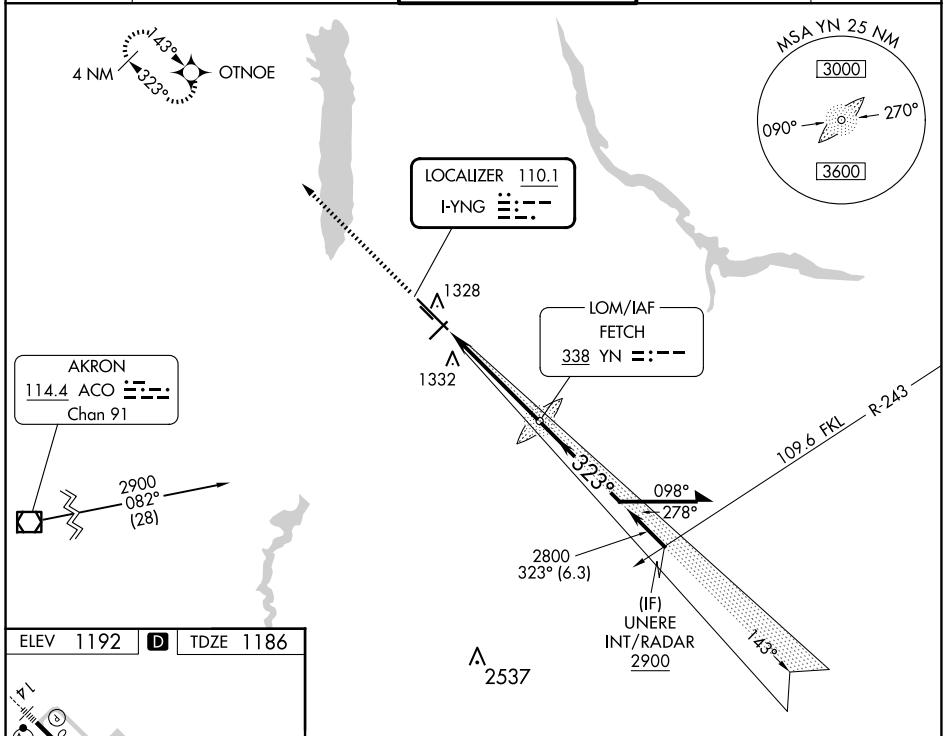 143°
4 NM
323°
OTNOE
MSA YN 25 NM
3000
090°
270°
3600
LOCALIZER 110.1
I-YNG
1328
1332
LOM/IAF
FETCH
338 YN
AKRON
114.4 ACO
Chan 91
2900
082°
(28)
109.6 FKL R-243
323°
098°
278°
2800
323° (6.3)
(IF)
UNERE
INT/RADAR
2900
143°
2537
ELEV 1192 D TDZE 1186
14
P